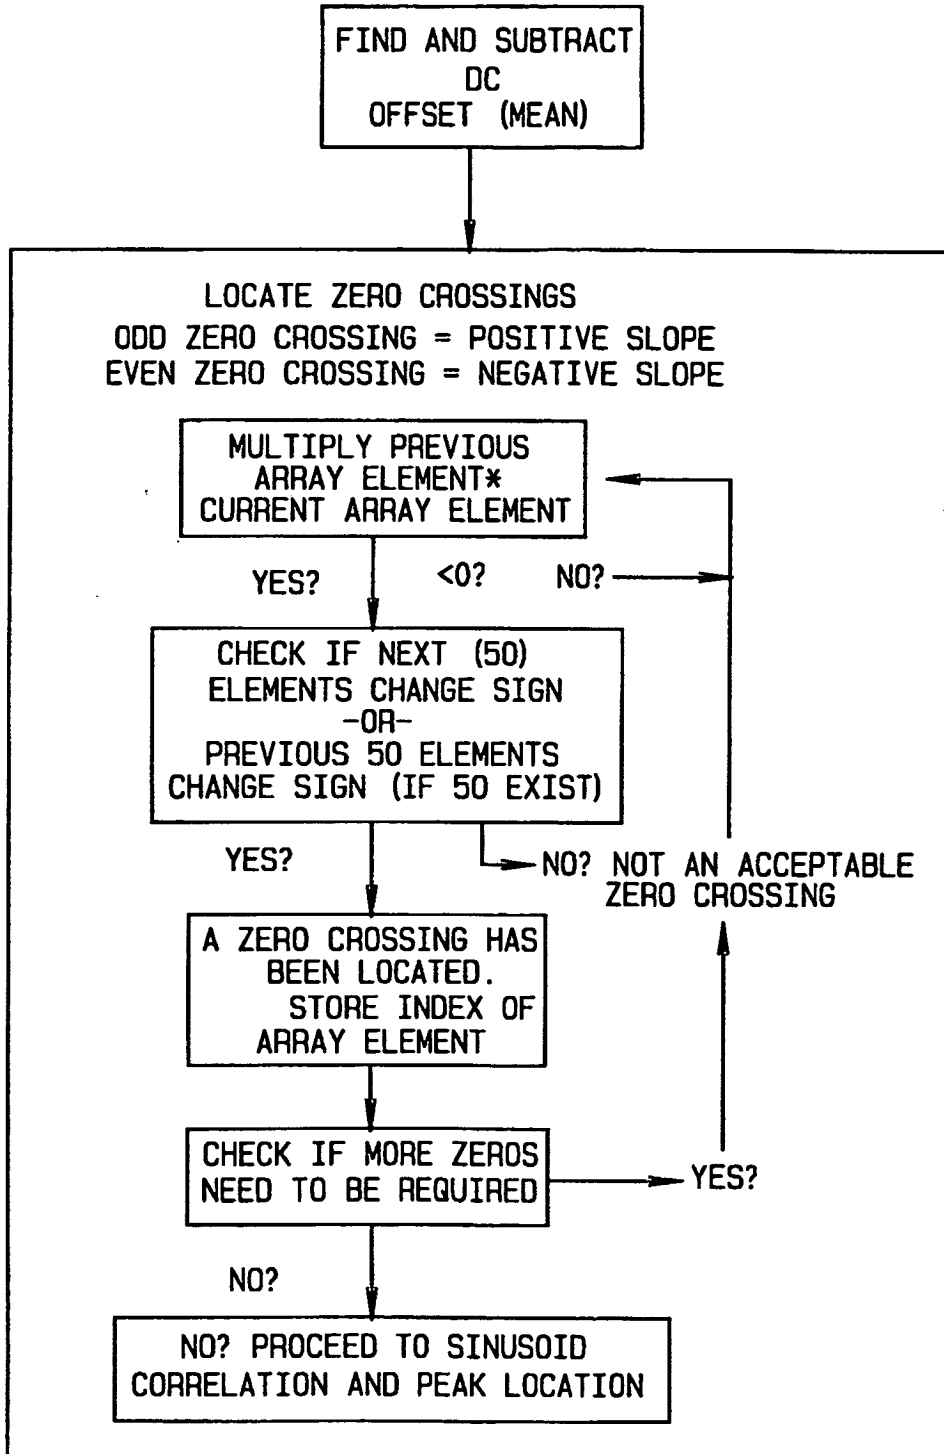 FIND AND SUBTRACT
DC
OFFSET (MEAN)
LOCATE ZERO CROSSINGS
ODD ZERO CROSSING = POSITIVE SLOPE
EVEN ZERO CROSSING = NEGATIVE SLOPE
MULTIPLY PREVIOUS
ARRAY ELEMENT*
CURRENT ARRAY ELEMENT
YES?
<0?
NO?
CHECK IF NEXT (50)
ELEMENTS CHANGE SIGN
-OR-
PREVIOUS 50 ELEMENTS
CHANGE SIGN (IF 50 EXIST)
YES?
NO? NOT AN ACCEPTABLE
ZERO CROSSING
A ZERO CROSSING HAS
BEEN LOCATED.
STORE INDEX OF
ARRAY ELEMENT
CHECK IF MORE ZEROS
NEED TO BE REQUIRED
YES?
NO?
NO? PROCEED TO SINUSOID
CORRELATION AND PEAK LOCATION